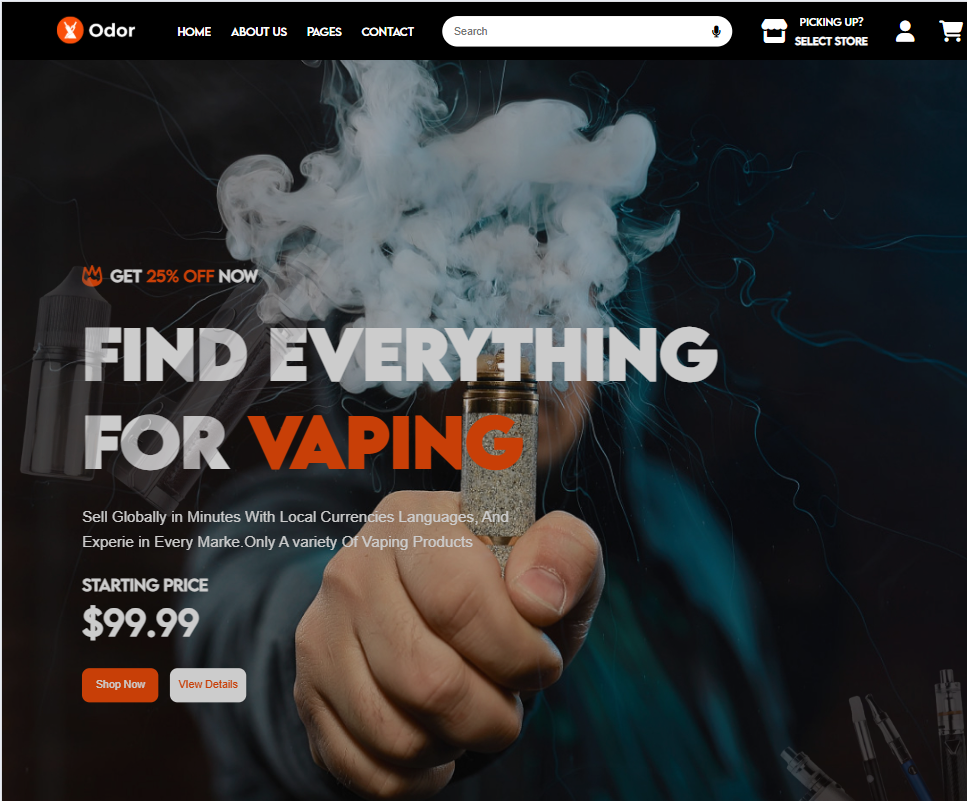 Odor
HOME ABOUT US PAGES CONTACT
Search
PICKING UP?
SELECT STORE
GET 25% OFF NOW
FIND EVERYTHING
FOR VAPING
Sell Globally in Minutes With Local Currencies Languages, And
Experie in Every Marke.Only A variety Of Vaping Products
STARTING PRICE
$99.99
Shop Now View Details